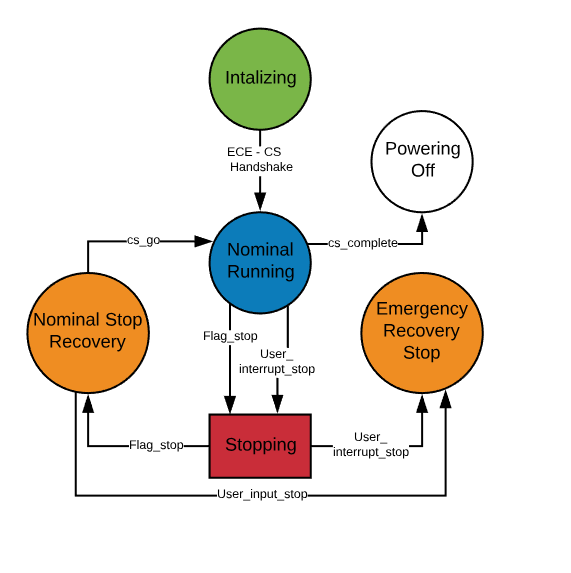 Intalizing
ECE - CS
Handshake
Powering
Off
cs_go
Nominal
Running
cs_complete
Nominal Stop
Recovery
Emergency
Recovery
Stop
Flag_stop
User_
interrupt_stop
Stopping
Flag_stop
User_
interrupt_stop
User_input_stop